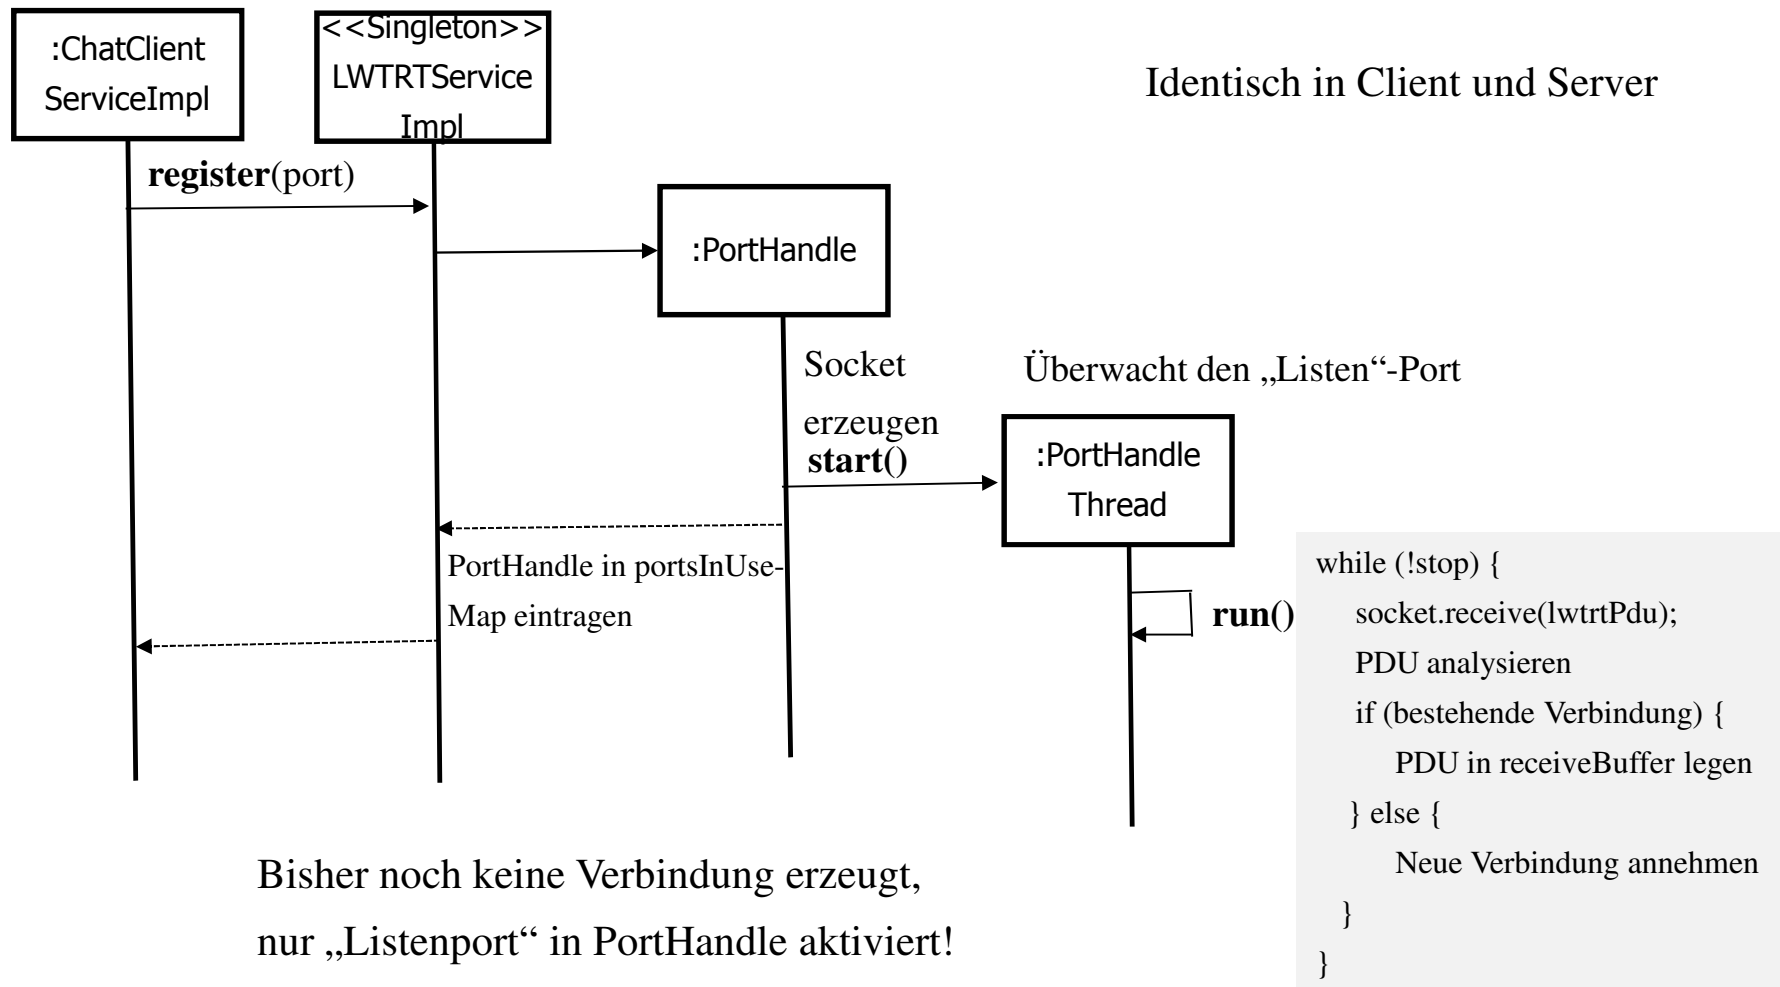 :ChatClient
ServiceImpl
<<Singleton>>
LWTRTService
Impl
Identisch in Client und Server
register(port)
:PortHandle
Socket
erzeugen
start()
Überwacht den „Listen“-Port
:PortHandle
Thread
PortHandle in portsInUse-
Map eintragen
run()
while (!stop) {
socket.receive(lwtrtPdu);
PDU analysieren
if (bestehende Verbindung) {
PDU in receiveBuffer legen
} else {
Neue Verbindung annehmen
}
}
Bisher noch keine Verbindung erzeugt,
nur „Listenport“ in PortHandle aktiviert!